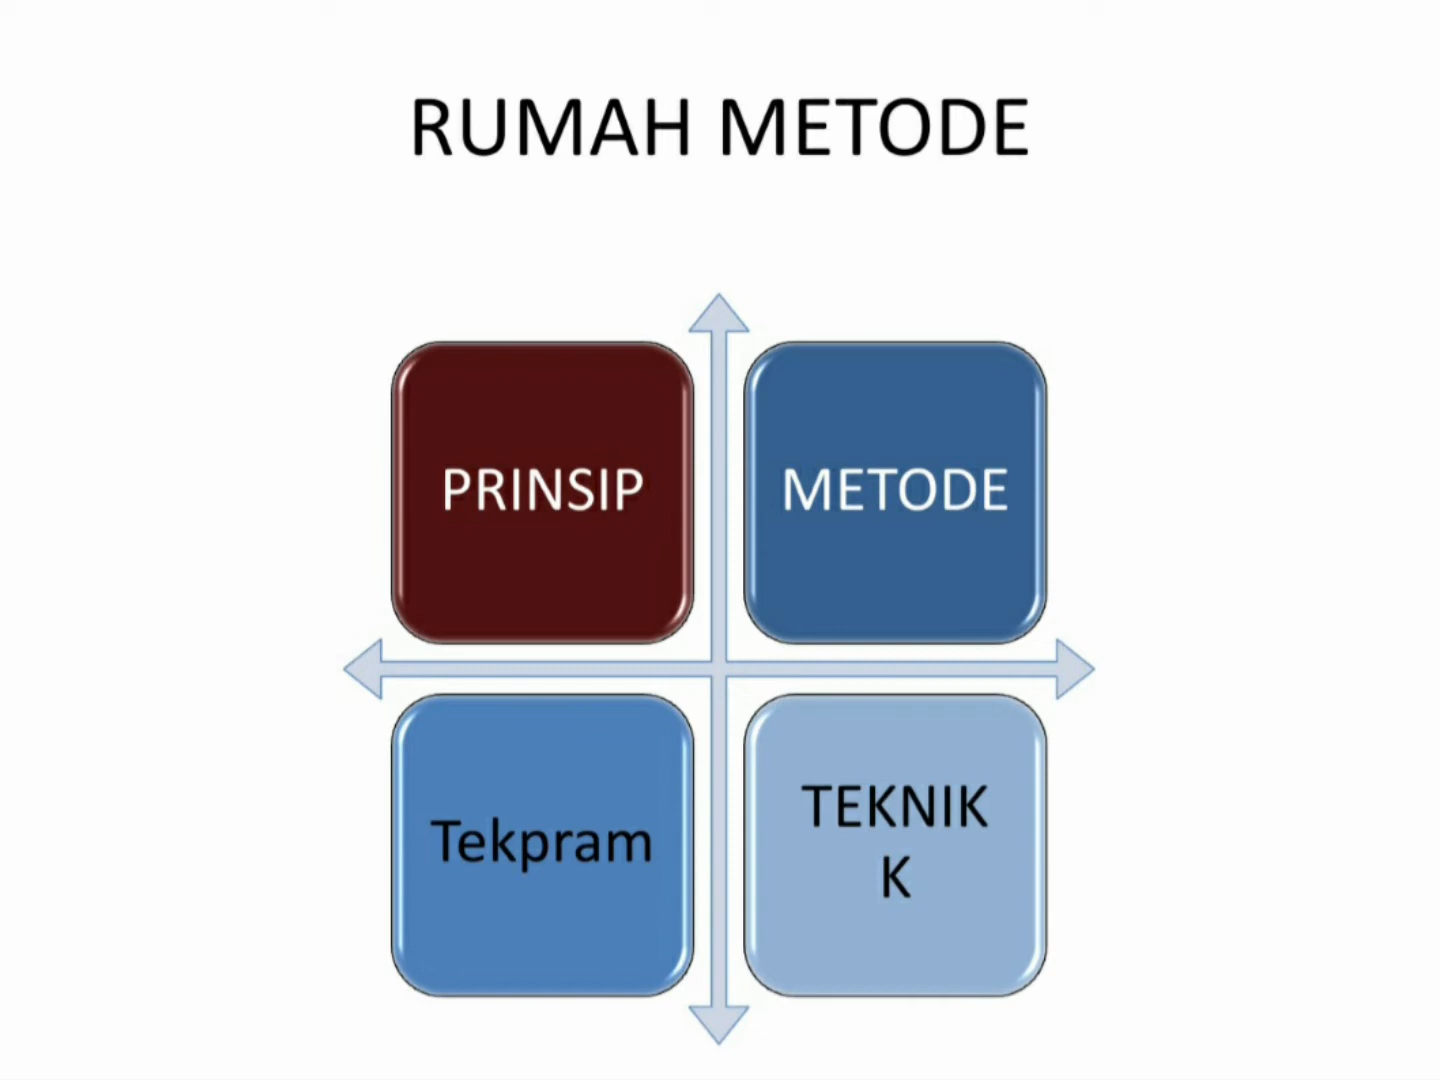 RUMAH METODE
PRINSIP
METODE
Tekpram
TEKNIK
K